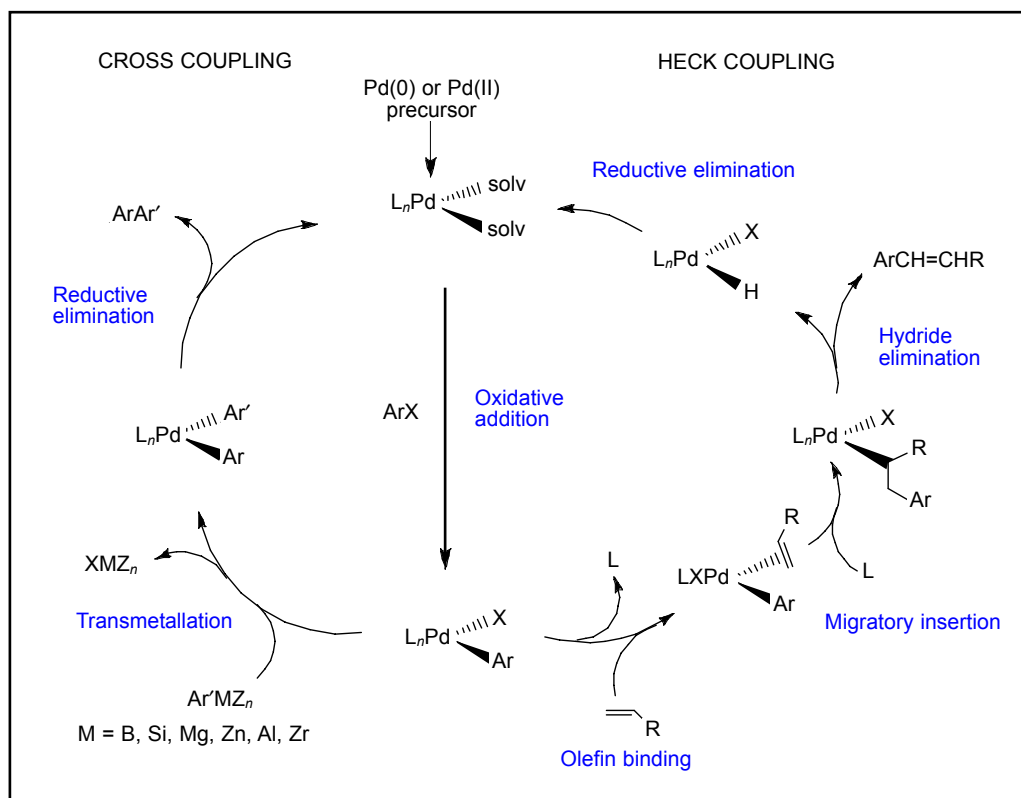 CROSS COUPLING
HECK COUPLING
Pd(0) or Pd(II)
precursor
LₙPd
solv
solv
Reductive elimination
ArAr′
Reductive
elimination
LₙPd
X
H
ArCH=CHR
Hydride
elimination
ArX
Oxidative
addition
LₙPd
Ar′
Ar
LₙPd
X
R
Ar
XMZₙ
Transmetallation
Ar′MZₙ
M = B, Si, Mg, Zn, Al, Zr
LₙPd
X
Ar
L
R
LXPd
Ar
L
Migratory insertion
R
Olefin binding